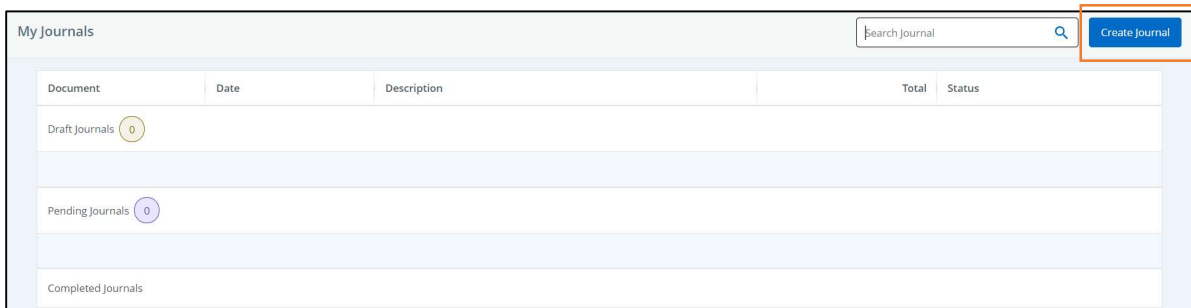 My Journals
Search Journal
Create Journal
Document Date Description Total Status
Draft Journals 0
Pending Journals 0
Completed Journals